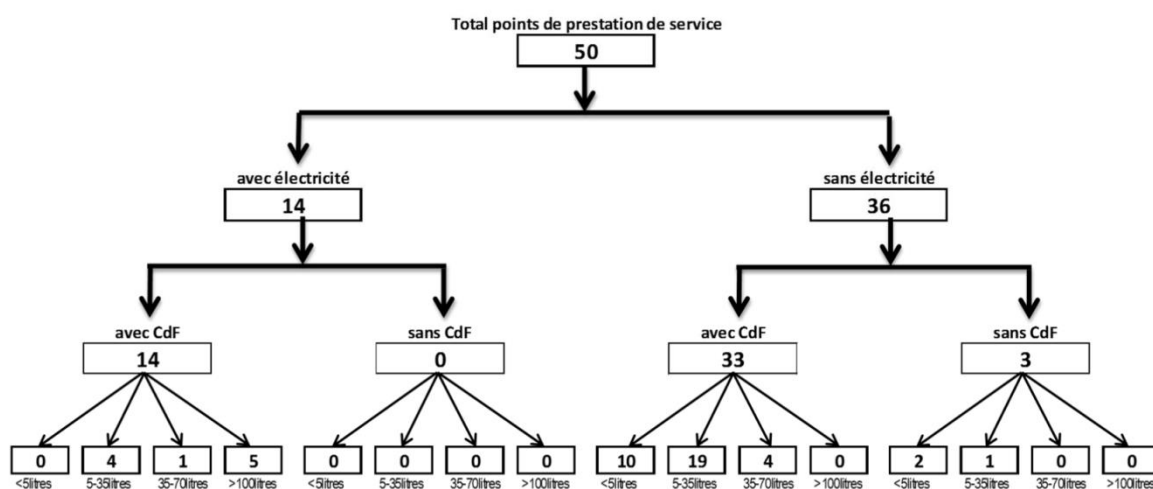 Total points de prestation de service
50
avec électricité
sans électricité
14
36
avec CdF
sans CdF
avec CdF
sans CdF
14
0
33
3
0 4 1 5 0 0 0 0 10 19 4 0 2 1 0 0
<5litres 5-35litres 35-70litres >100litres <5litres 5-35litres 35-70litres >100litres <5litres 5-35litres 35-70litres >100litres <5litres 5-35litres 35-70litres >100litres